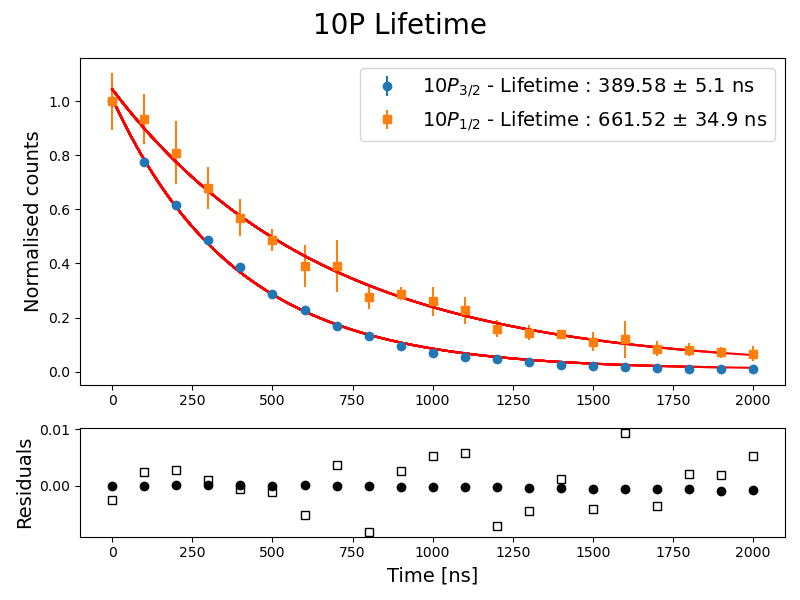 10P Lifetime
Normalised counts
1.0
0.8
0.6
0.4
0.2
0.0
10P3/2 - Lifetime : 389.58 ± 5.1 ns
10P1/2 - Lifetime : 661.52 ± 34.9 ns
0 250 500 750 1000 1250 1500 1750 2000
Residuals
0.01
0.00
0 250 500 750 1000 1250 1500 1750 2000
Time [ns]